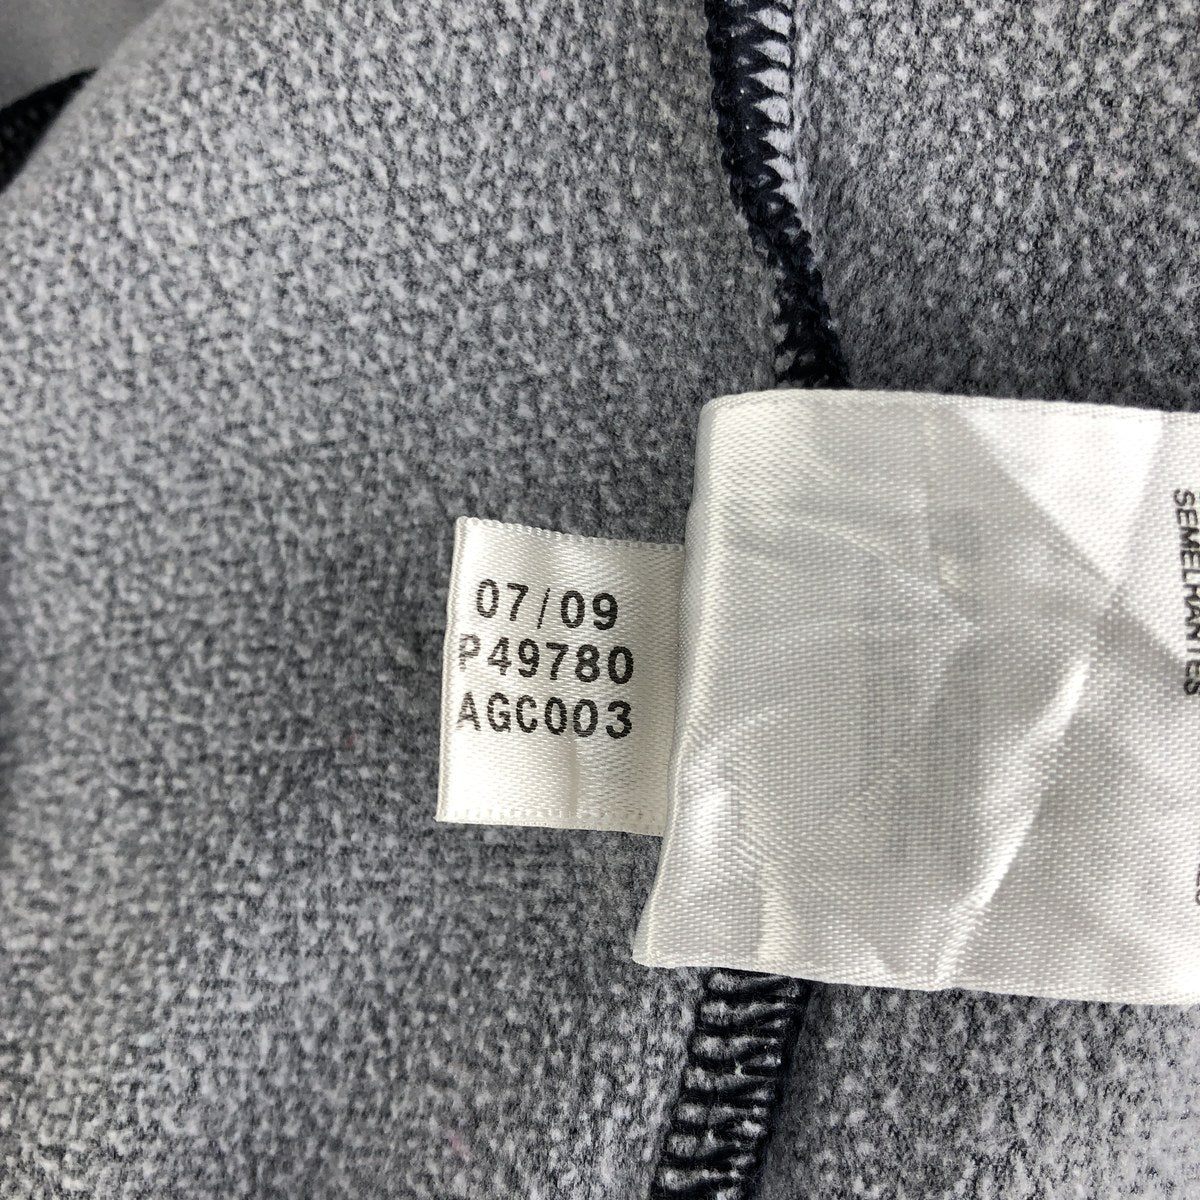 07/09
P49780
AGC003
SEMELHANTES